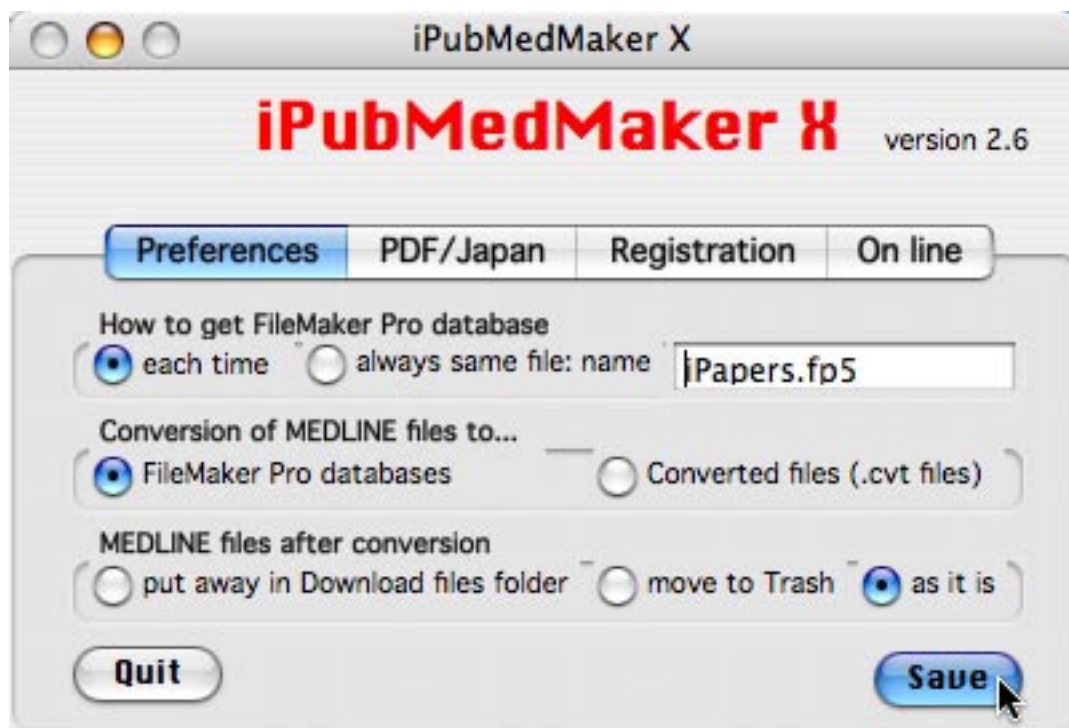 iPubMedMaker X
iPubMedMaker X version 2.6
Preferences PDF/Japan Registration On line
How to get FileMaker Pro database
each time always same file: name iPapers.fp5
Conversion of MEDLINE files to...
FileMaker Pro databases Converted files (.cvt files)
MEDLINE files after conversion
put away in Download files folder move to Trash as it is
Quit Save